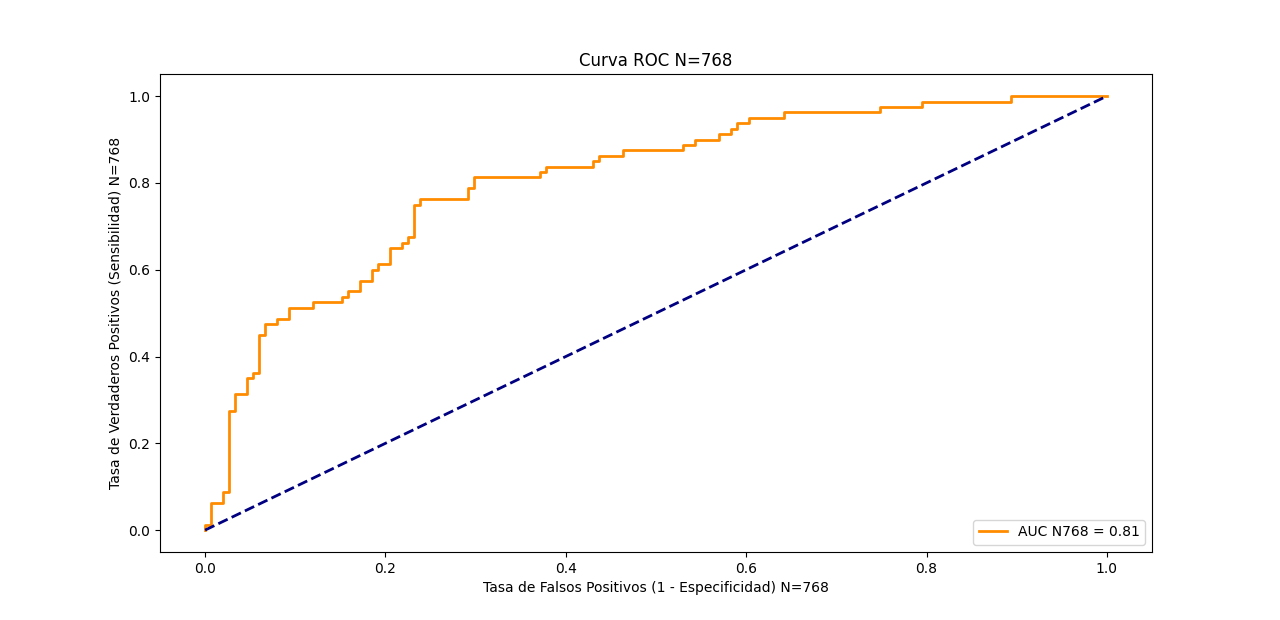 Curva ROC N=768
Tasa de Verdaderos Positivos (Sensibilidad) N=768
1.0
0.8
0.6
0.4
0.2
0.0
AUC N768 = 0.81
0.0 0.2 0.4 0.6 0.8 1.0
Tasa de Falsos Positivos (1 - Especificidad) N=768